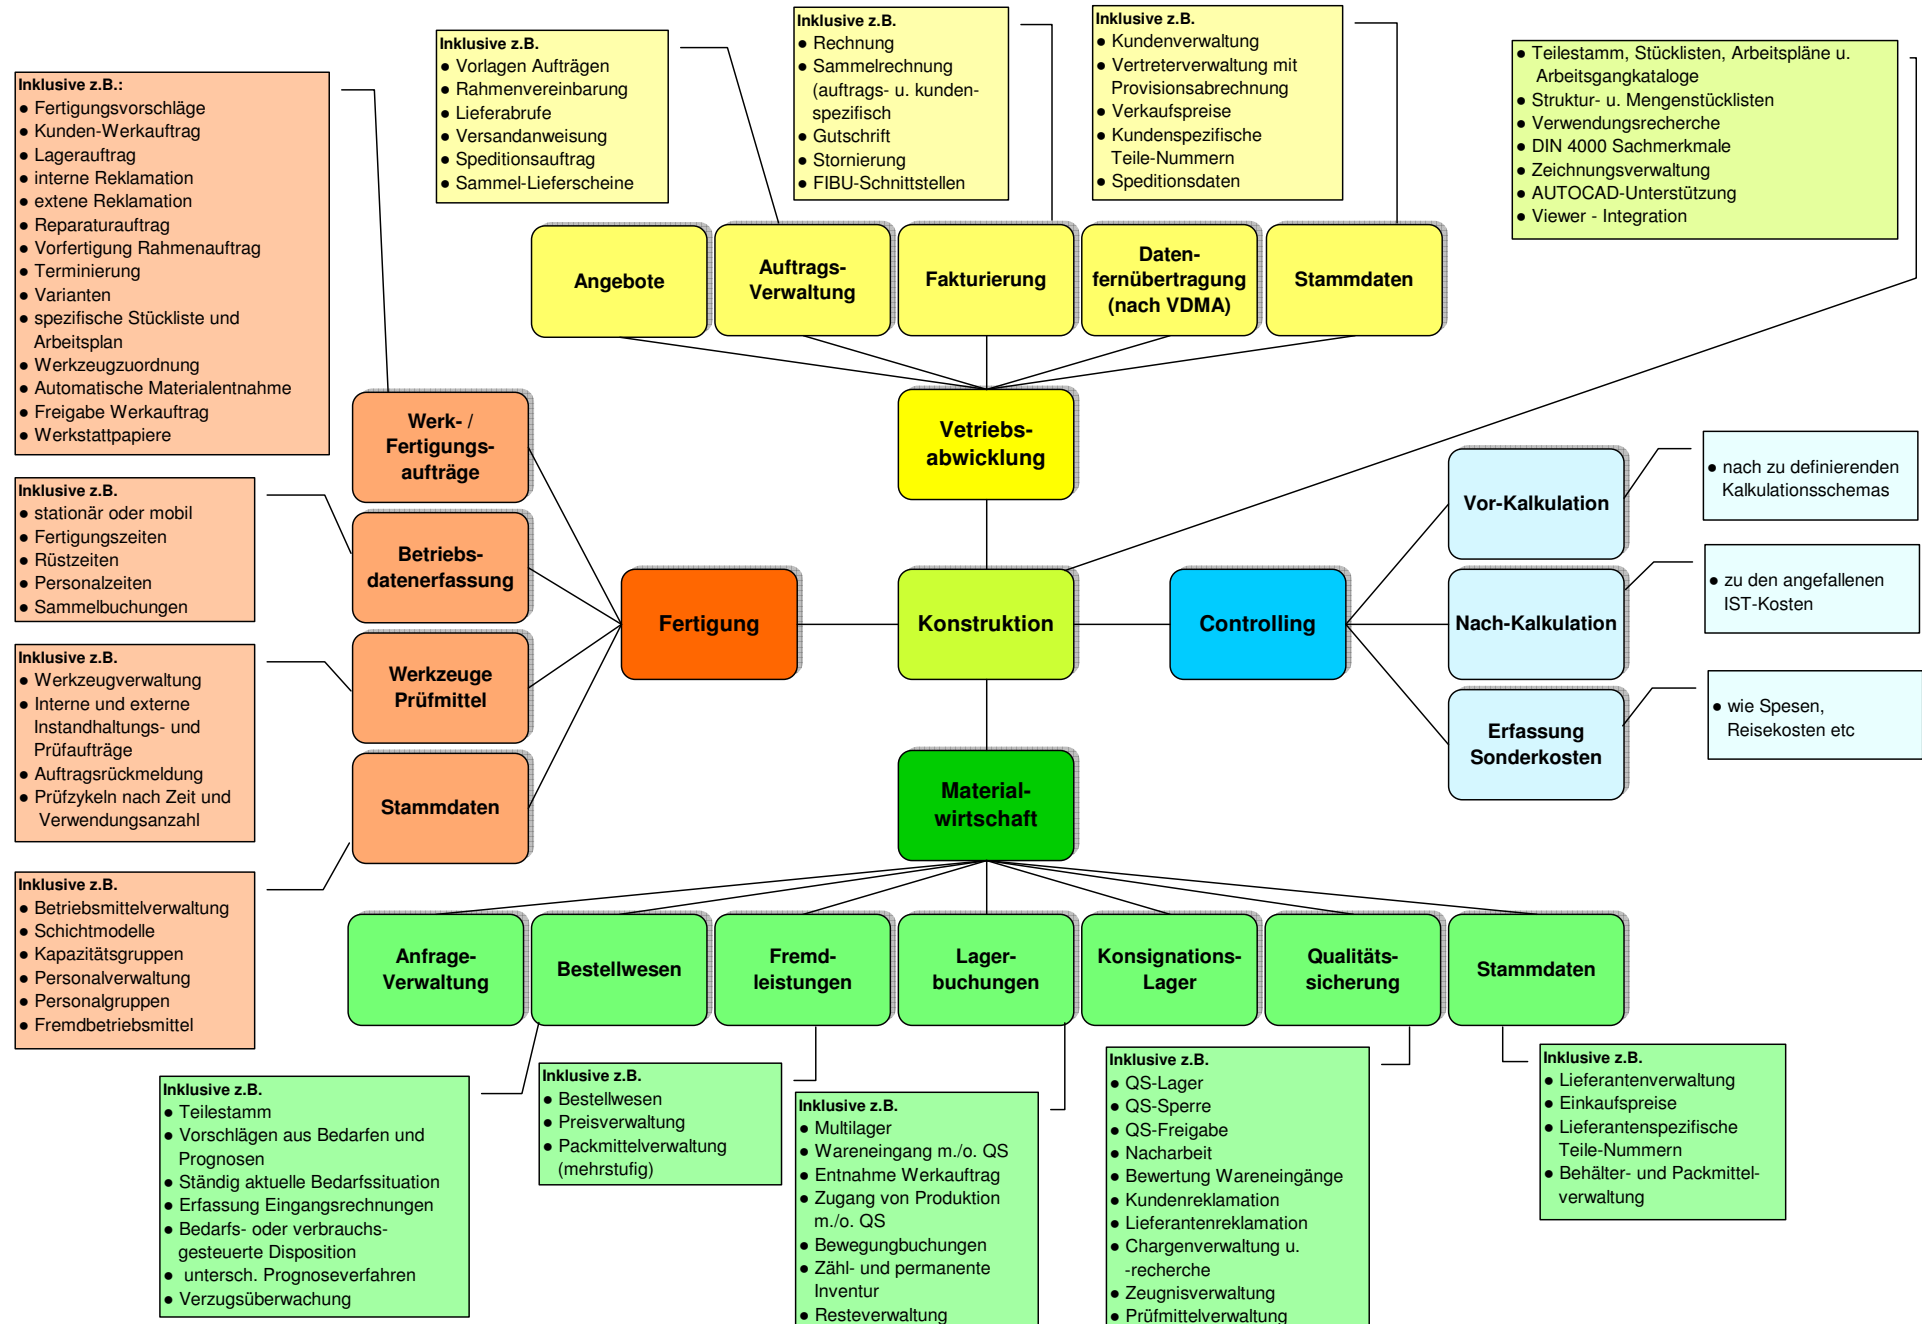 Inklusive z.B.:
● Fertigungsvorschläge
● Kunden-Werkauftrag
● Lagerauftrag
● interne Reklamation
● extene Reklamation
● Reparaturauftrag
● Vorfertigung Rahmenauftrag
● Terminierung
● Varianten
● spezifische Stückliste und
Arbeitsplan
● Werkzeugzuordnung
● Automatische Materialentnahme
● Freigabe Werkauftrag
● Werkstattpapiere
Inklusive z.B.
● Vorlagen Aufträgen
● Rahmenvereinbarung
● Lieferabrufe
● Versandanweisung
● Speditionsauftrag
● Sammel-Lieferscheine
Inklusive z.B.
● Rechnung
● Sammelrechnung
(auftrags- u. kunden-
spezifisch
● Gutschrift
● Stornierung
● FIBU-Schnittstellen
Inklusive z.B.
● Kundenverwaltung
● Vertreterverwaltung mit
Provisionsabrechnung
● Verkaufspreise
● Kundenspezifische
Teile-Nummern
● Speditionsdaten
● Teilestamm, Stücklisten, Arbeitspläne u.
Arbeitsgangkataloge
● Struktur- u. Mengenstücklisten
● Verwendungsrecherche
● DIN 4000 Sachmerkmale
● Zeichnungsverwaltung
● AUTOCAD-Unterstützung
● Viewer - Integration
Angebote
Auftrags-
Verwaltung
Fakturierung
Daten-
fernübertragung
(nach VDMA)
Stammdaten
Vetriebs-
abwicklung
Werk- /
Fertigungs-
aufträge
Betriebs-
datenerfassung
Werkzeuge
Prüfmittel
Stammdaten
Inklusive z.B.
● stationär oder mobil
● Fertigungszeiten
● Rüstzeiten
● Personalzeiten
● Sammelbuchungen
Inklusive z.B.
● Werkzeugverwaltung
● Interne und externe
Instandhaltungs- und
Prüfaufträge
● Auftragsrückmeldung
● Prüfzykeln nach Zeit und
Verwendungsanzahl
Inklusive z.B.
● Betriebsmittelverwaltung
● Schichtmodelle
● Kapazitätsgruppen
● Personalverwaltung
● Personalgruppen
● Fremdbetriebsmittel
Fertigung
Konstruktion
Controlling
Vor-Kalkulation
Nach-Kalkulation
Erfassung
Sonderkosten
● nach zu definierenden
Kalkulationsschemas
● zu den angefallenen
IST-Kosten
● wie Spesen,
Reisekosten etc
Material-
wirtschaft
Anfrage-
Verwaltung
Bestellwesen
Fremd-
leistungen
Lager-
buchungen
Konsignations-
Lager
Qualitäts-
sicherung
Stammdaten
Inklusive z.B.
● Teilestamm
● Vorschlägen aus Bedarfen und
Prognosen
● Ständig aktuelle Bedarfssituation
● Erfassung Eingangsrechnungen
● Bedarfs- oder verbrauchs-
gesteuerte Disposition
● untersch. Prognoseverfahren
● Verzugsüberwachung
Inklusive z.B.
● Bestellwesen
● Preisverwaltung
● Packmittelverwaltung
(mehrstufig)
Inklusive z.B.
● Multilager
● Wareneingang m./o. QS
● Entnahme Werkauftrag
● Zugang von Produktion
m./o. QS
● Bewegungbuchungen
● Zähl- und permanente
Inventur
● Resteverwaltung
Inklusive z.B.
● QS-Lager
● QS-Sperre
● QS-Freigabe
● Nacharbeit
● Bewertung Wareneingänge
● Kundenreklamation
● Lieferantenreklamation
● Chargenverwaltung u.
-recherche
● Zeugnisverwaltung
● Prüfmittelverwaltung
Inklusive z.B.
● Lieferantenverwaltung
● Einkaufspreise
● Lieferantenspezifische
Teile-Nummern
● Behälter- und Packmittel-
verwaltung